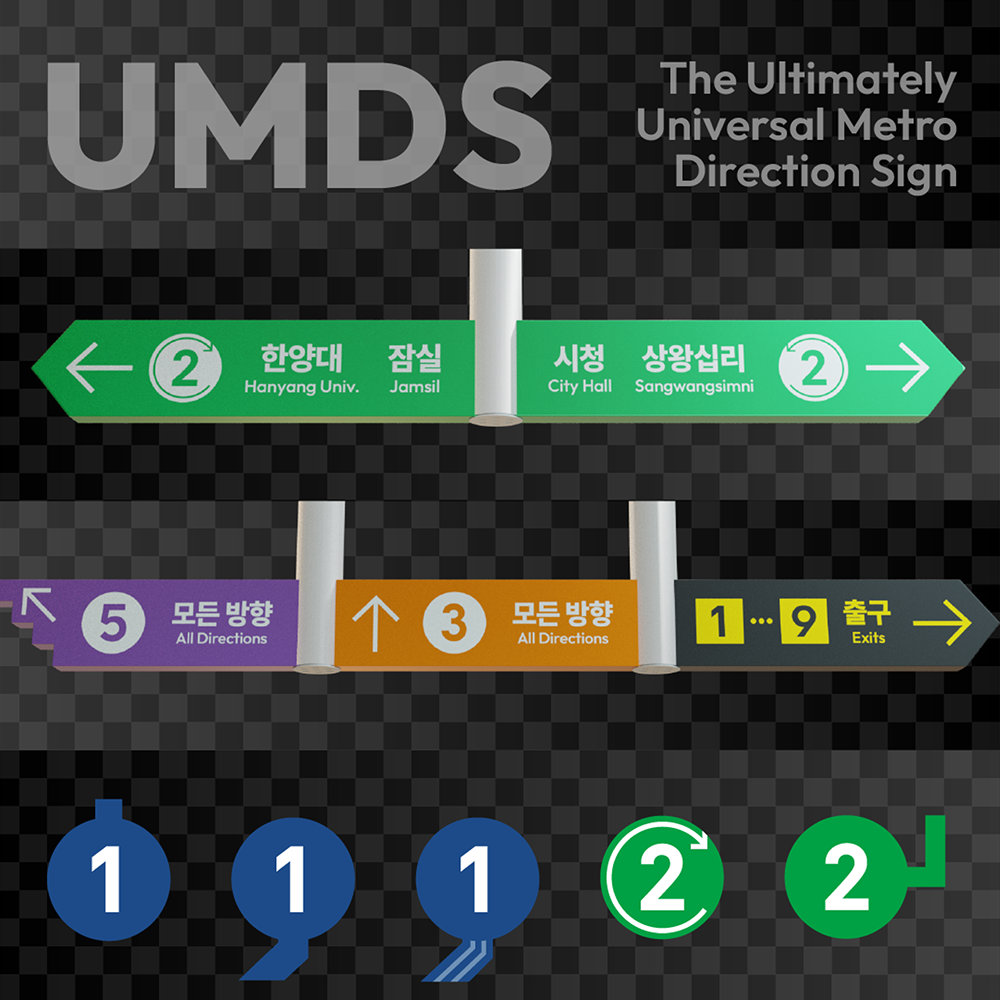 UMDS
The Ultimately
Universal Metro
Direction Sign
2 한양대 잠실 시청 상왕십리 2
Hanyang Univ. Jamsil City Hall Sangwangsimni
5 모든 방향 3 모든 방향 1 ... 9 출구
All Directions All Directions Exits
1 1 1 2 2